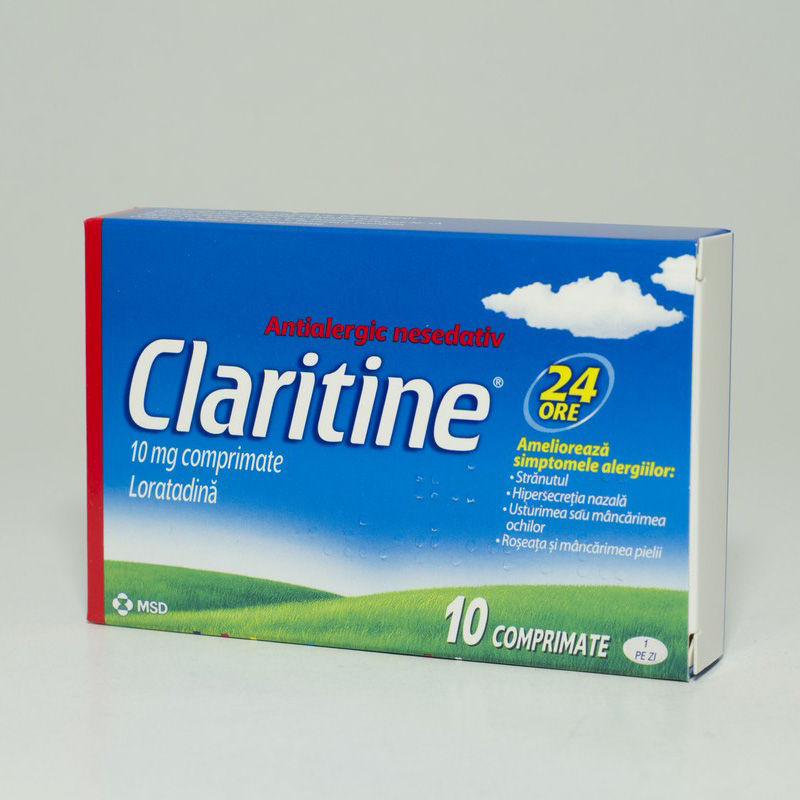 Antialergic nesedativ
Claritine®
10 mg comprimate
Loratadină
24
ORE
Ameliorează
simptomele alergiilor:
• Strănutul
• Hipersecreția nazală
• Usturimea sau mâncărimea
ochilor
• Roșeața și mâncărimea pielii
MSD
10 COMPRIMATE
1
PE ZI